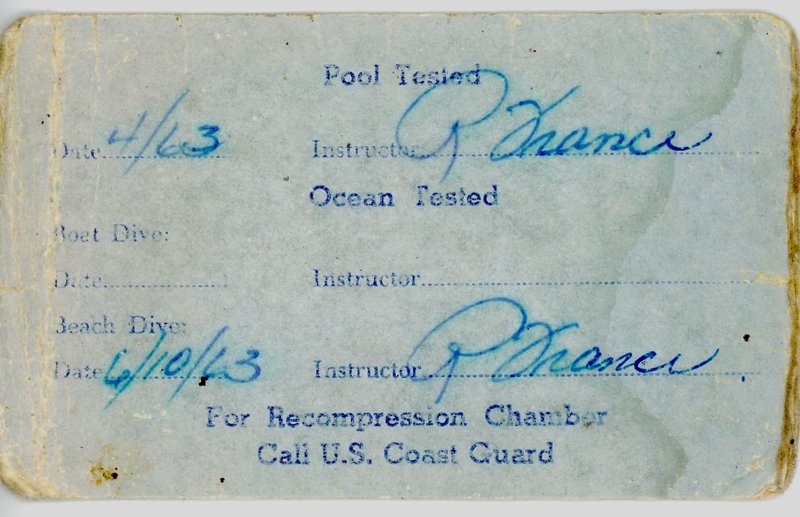 Pool Tested
Date 4/63 Instructor R France
Ocean Tested
Boat Dive:
Date Instructor
Beach Dive:
Date 6/10/63 Instructor R France
For Recompression Chamber
Call U.S. Coast Guard